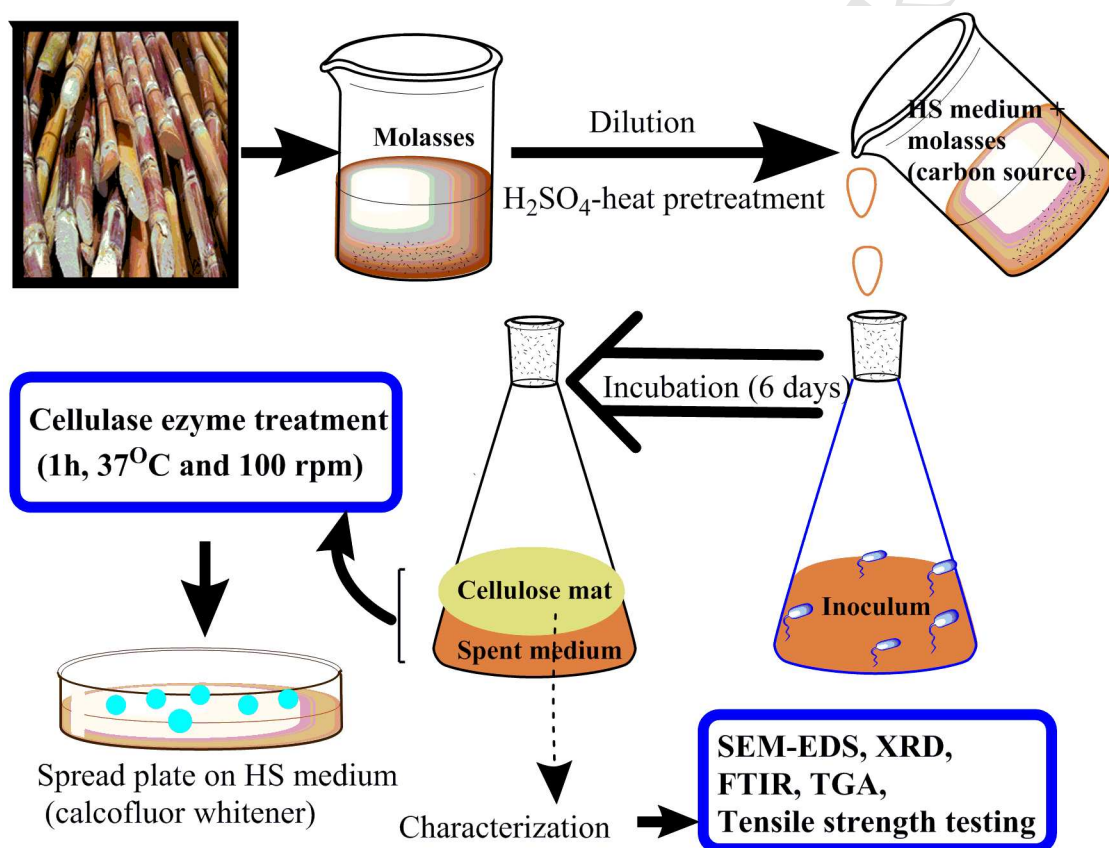 Molasses
Dilution
H₂SO₄-heat pretreatment
HS medium +
molasses
(carbon source)
Incubation (6 days)
Cellulase ezyme treatment
(1h, 37ᴼC and 100 rpm)
Cellulose mat
Spent medium
Inoculum
Spread plate on HS medium
(calcofluor whitener)
Characterization
SEM-EDS, XRD,
FTIR, TGA,
Tensile strength testing